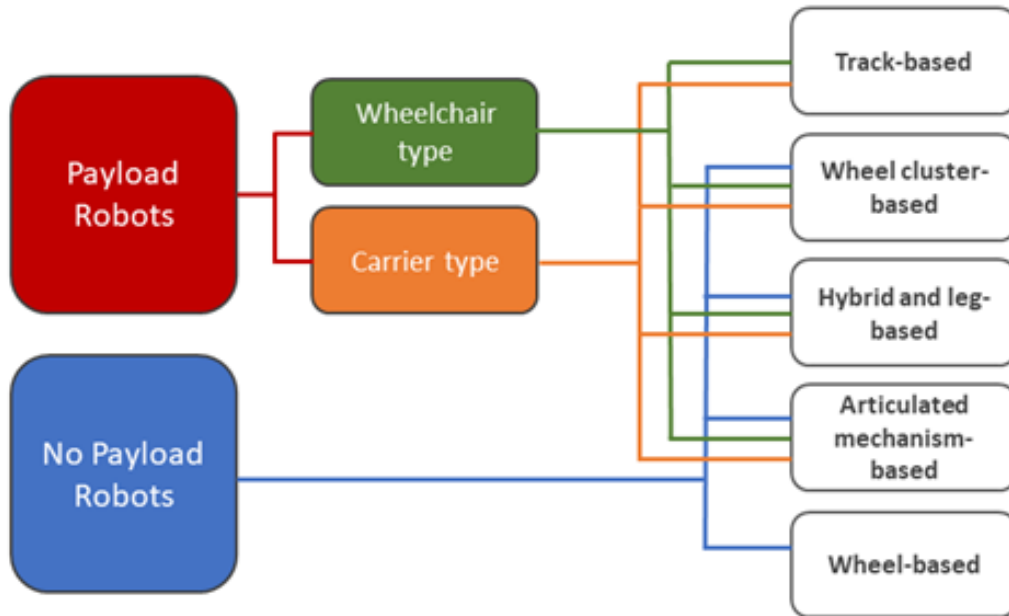 Payload
Robots
Wheelchair
type
Carrier type
No Payload
Robots
Track-based
Wheel cluster-
based
Hybrid and leg-
based
Articulated
mechanism-
based
Wheel-based